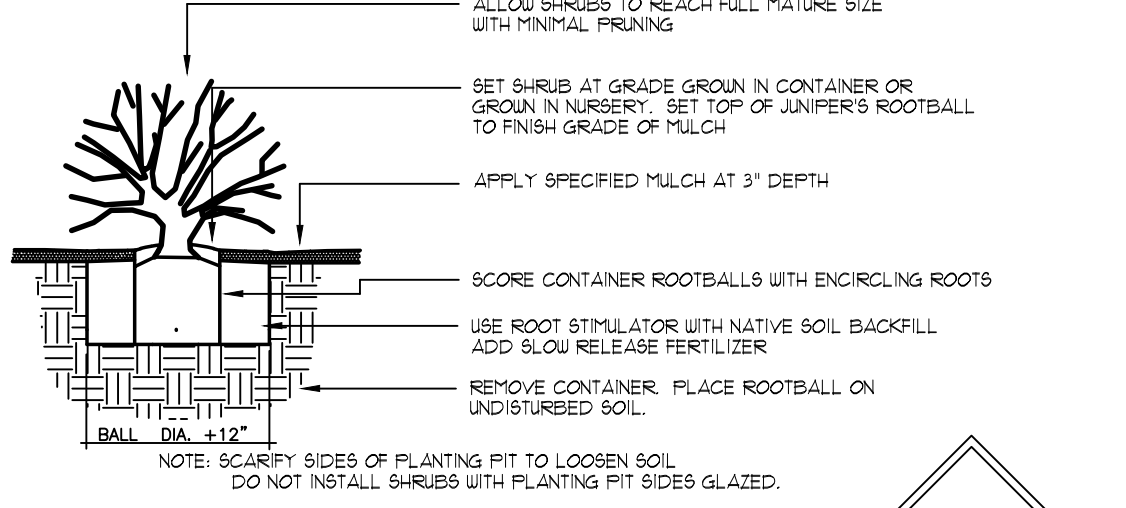 ALLOW SHRUBS TO REACH FULL MATURE SIZE
WITH MINIMAL PRUNING
SET SHRUB AT GRADE GROWN IN CONTAINER OR
GROWN IN NURSERY. SET TOP OF JUNIPER'S ROOTBALL
TO FINISH GRADE OF MULCH
APPLY SPECIFIED MULCH AT 3" DEPTH
SCORE CONTAINER ROOTBALLS WITH ENCIRCLING ROOTS
USE ROOT STIMULATOR WITH NATIVE SOIL BACKFILL
ADD SLOW RELEASE FERTILIZER
REMOVE CONTAINER. PLACE ROOTBALL ON
UNDISTURBED SOIL.
BALL DIA. +12"
NOTE: SCARIFY SIDES OF PLANTING PIT TO LOOSEN SOIL
DO NOT INSTALL SHRUBS WITH PLANTING PIT SIDES GLAZED.